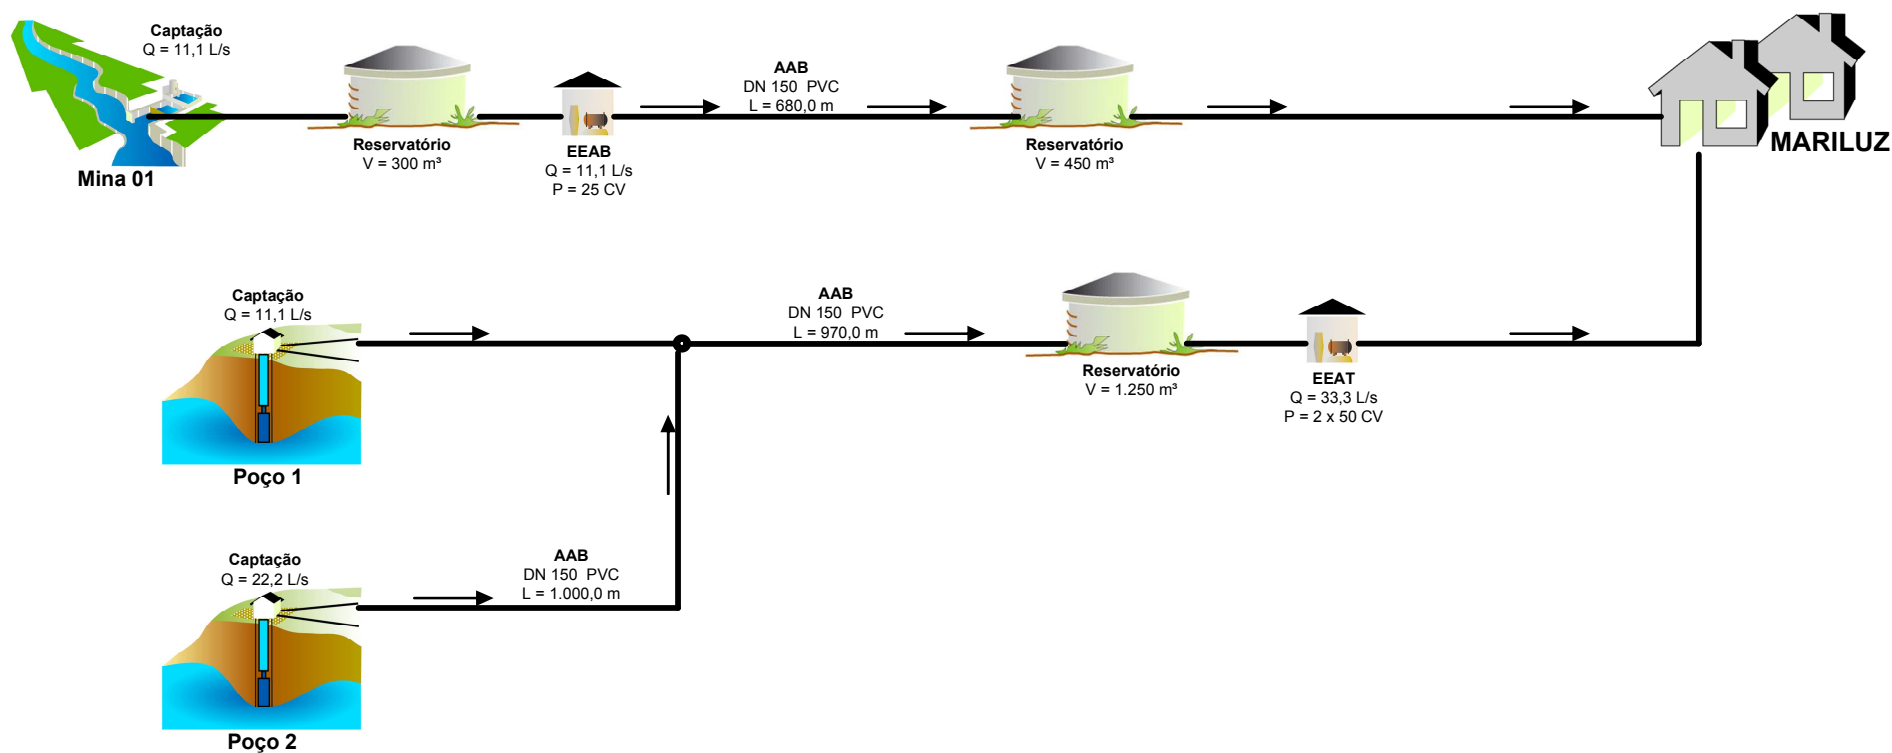 Captação
Q = 11,1 L/s
Mina 01
Reservatório
V = 300 m³
EEAB
Q = 11,1 L/s
P = 25 CV
AAB
DN 150 PVC
L = 680,0 m
Reservatório
V = 450 m³
MARILUZ
Captação
Q = 11,1 L/s
Poço 1
AAB
DN 150 PVC
L = 970,0 m
Reservatório
V = 1.250 m³
EEAT
Q = 33,3 L/s
P = 2 x 50 CV
Captação
Q = 22,2 L/s
Poço 2
AAB
DN 150 PVC
L = 1.000,0 m